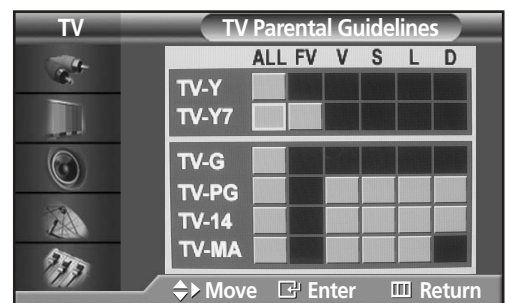 TV TV Parental Guidelines
ALL FV V S L D
TV-Y
TV-Y7
TV-G
TV-PG
TV-14
TV-MA
Move Enter Return